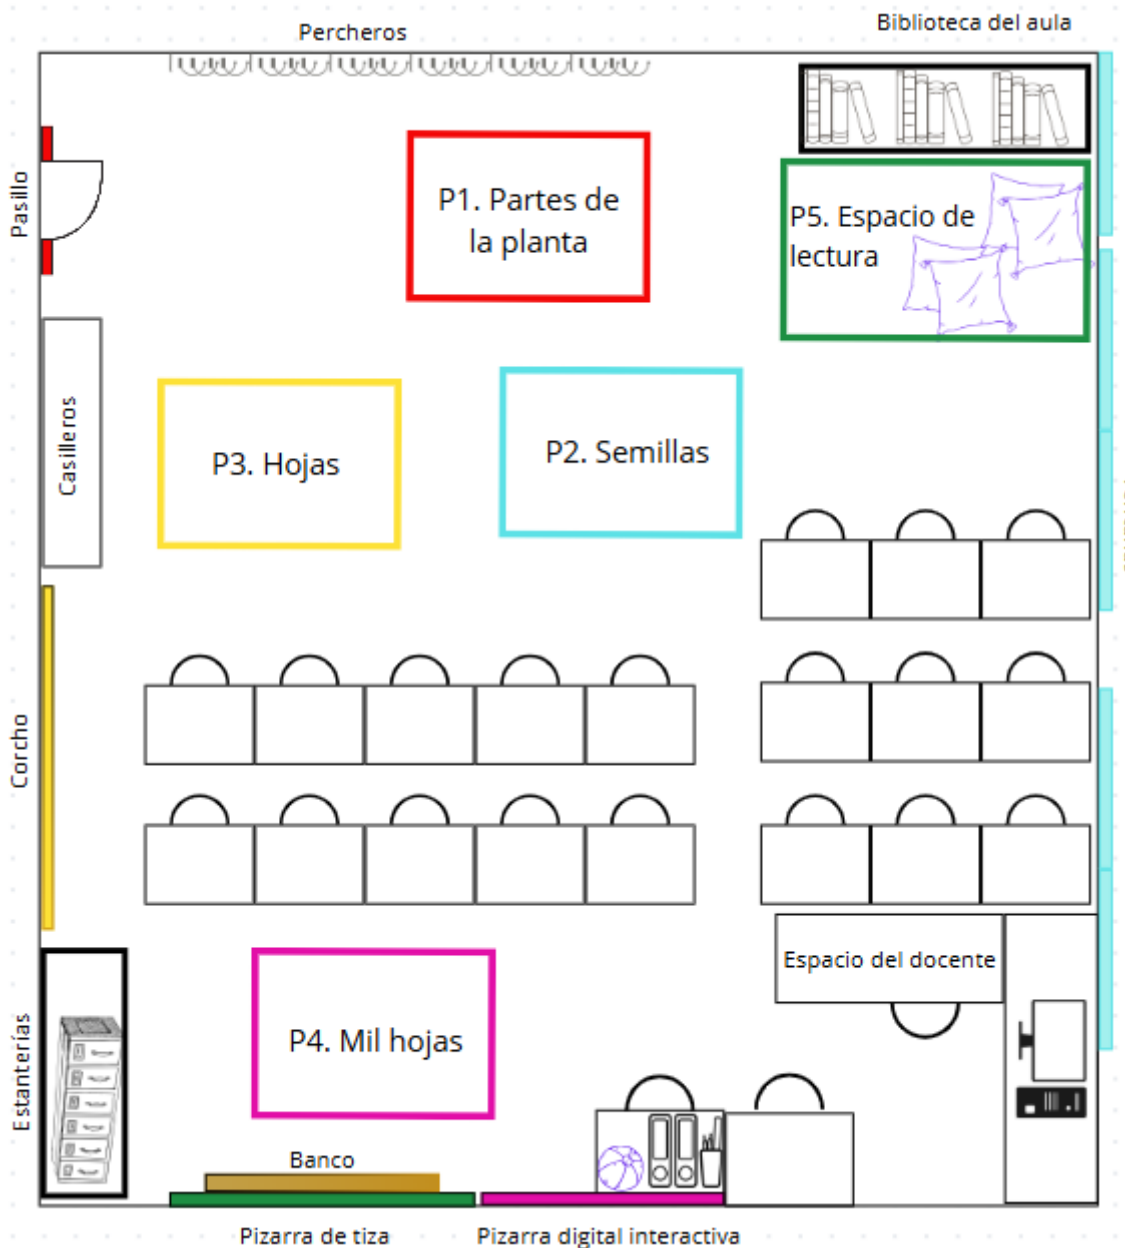 Percheros
Biblioteca del aula
Pasillo
P1. Partes de
la planta
P5. Espacio de
lectura
Casilleros
P3. Hojas
P2. Semillas
Corcho
Espacio del docente
Estanterías
P4. Mil hojas
Banco
Pizarra de tiza
Pizarra digital interactiva